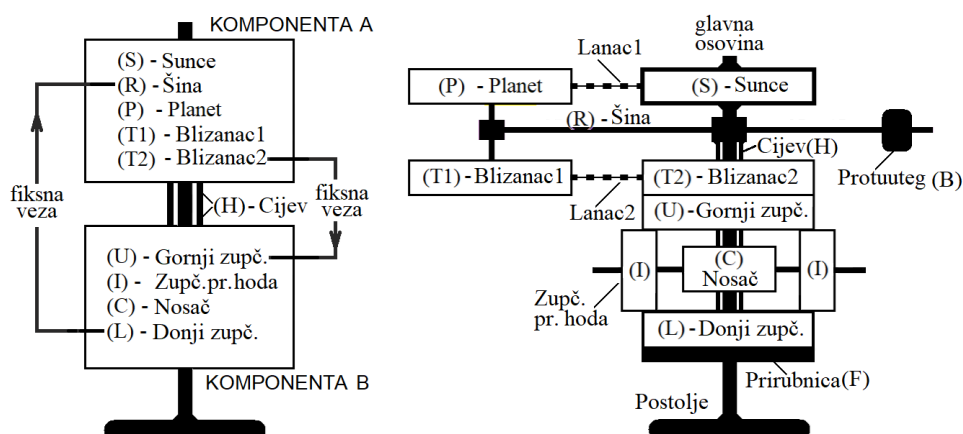 KOMPONENTA A
(S) - Sunce
(R) - Šina
(P) - Planet
(T1) - Blizanac1
(T2) - Blizanac2
fiksna
veza
fiksna
veza
(H) - Cijev
(U) - Gornji zupč.
(I) - Zupč.pr.hoda
(C) - Nosač
(L) - Donji zupč.
KOMPONENTA B
glavna
osovina
Lanac1
(P) - Planet
(S) - Sunce
(R) - Šina
Cijev(H)
Protuuteg (B)
(T1) - Blizanac1
(T2) - Blizanac2
Lanac2
(U) - Gornji zupč.
(I)
(C)
Nosač
(I)
Zupč.
pr. hoda
(L) - Donji zupč.
Prirubnica(F)
Postolje